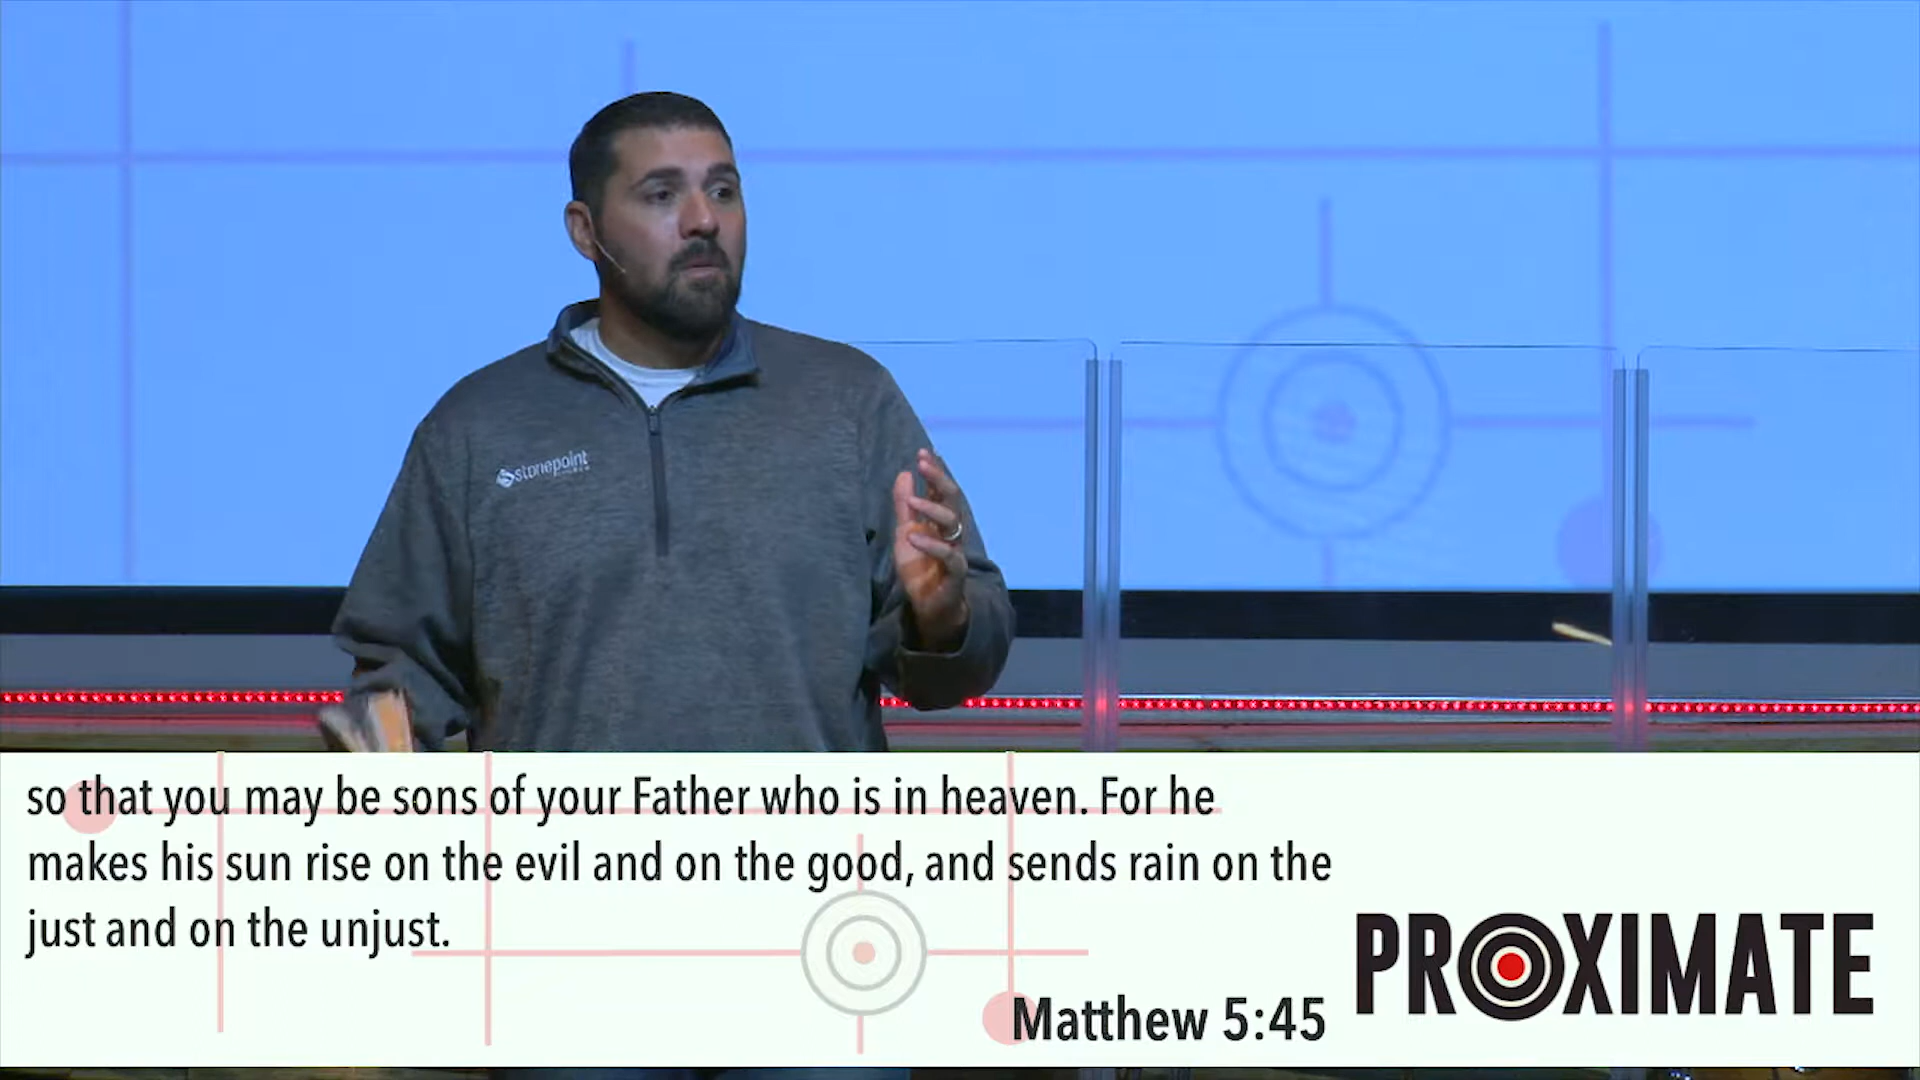 stonepoint
CHURCH
so that you may be sons of your Father who is in heaven. For he
makes his sun rise on the evil and on the good, and sends rain on the
just and on the unjust.
Matthew 5:45
PROXIMATE